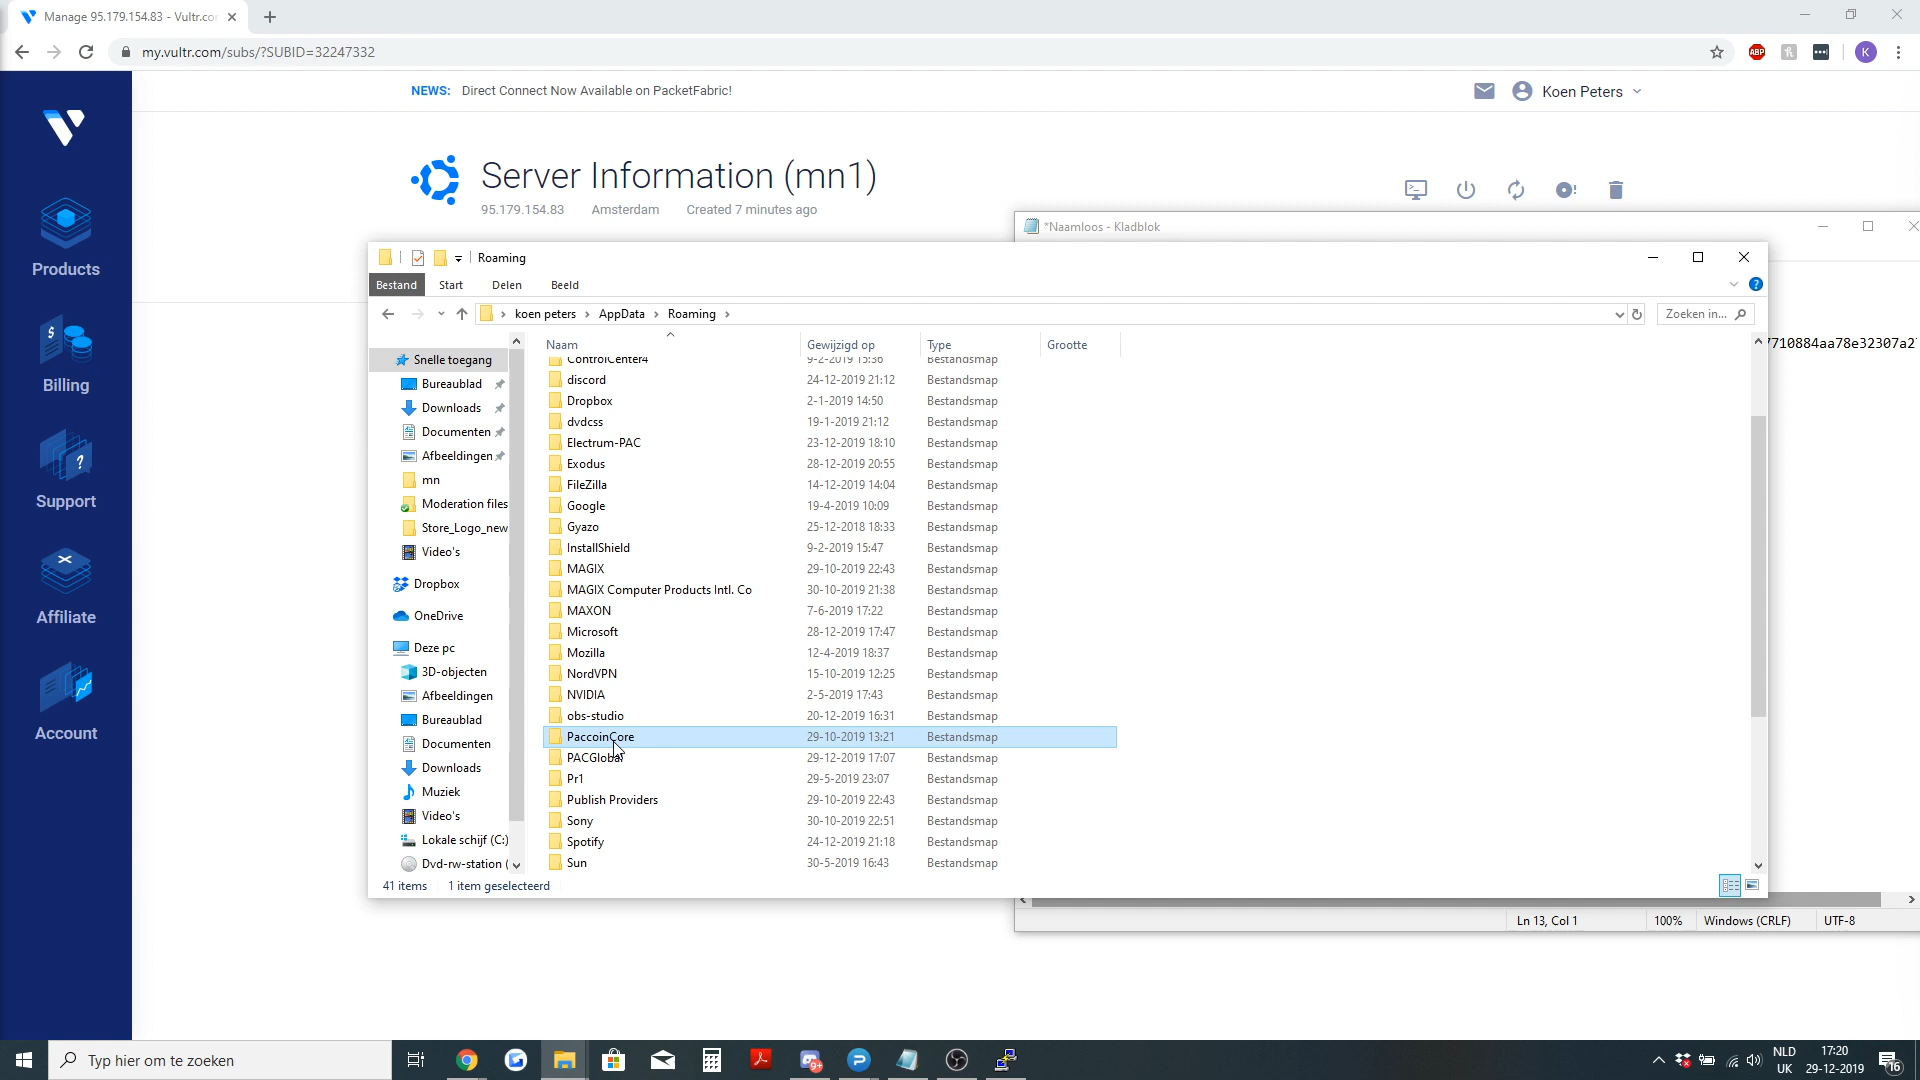 Manage 95.179.154.83 - Vultr.co
my.vultr.com/subs/?SUBID=32247332
ABP
K
NEWS: Direct Connect Now Available on PacketFabric!
Koen Peters
Server Information (mn1)
95.179.154.83 Amsterdam Created 7 minutes ago
Products
Billing
Support
Affiliate
Account
*Naamloos - Kladblok
7710884aa78e32307a2
Ln 13, Col 1 100% Windows (CRLF) UTF-8
Roaming
Bestand Start Delen Beeld
koen peters › AppData › Roaming ›
Zoeken in...
Snelle toegang
Bureaublad
Downloads
Documenten
Afbeeldingen
mn
Moderation files
Store_Logo_new
Video's
Dropbox
OneDrive
Deze pc
3D-objecten
Afbeeldingen
Bureaublad
Documenten
Downloads
Muziek
Video's
Lokale schijf (C:)
Dvd-rw-station (
Naam Gewijzigd op Type Grootte
ControlCenter4 9-2-2019 15:36 Bestandsmap
discord 24-12-2019 21:12 Bestandsmap
Dropbox 2-1-2019 14:50 Bestandsmap
dvdcss 19-1-2019 21:12 Bestandsmap
Electrum-PAC 23-12-2019 18:10 Bestandsmap
Exodus 28-12-2019 20:55 Bestandsmap
FileZilla 14-12-2019 14:04 Bestandsmap
Google 19-4-2019 10:09 Bestandsmap
Gyazo 25-12-2018 18:33 Bestandsmap
InstallShield 9-2-2019 15:47 Bestandsmap
MAGIX 29-10-2019 22:43 Bestandsmap
MAGIX Computer Products Intl. Co 30-10-2019 21:38 Bestandsmap
MAXON 7-6-2019 17:22 Bestandsmap
Microsoft 28-12-2019 17:47 Bestandsmap
Mozilla 12-4-2019 18:37 Bestandsmap
NordVPN 15-10-2019 12:25 Bestandsmap
NVIDIA 2-5-2019 17:43 Bestandsmap
obs-studio 20-12-2019 16:31 Bestandsmap
PaccoinCore 29-10-2019 13:21 Bestandsmap
PACGlobal 29-12-2019 17:07 Bestandsmap
Pr1 29-5-2019 23:07 Bestandsmap
Publish Providers 29-10-2019 22:43 Bestandsmap
Sony 30-10-2019 22:51 Bestandsmap
Spotify 24-12-2019 21:18 Bestandsmap
Sun 30-5-2019 16:43 Bestandsmap
41 items 1 item geselecteerd
Typ hier om te zoeken
9+
NLD
UK
17:20
29-12-2019
16